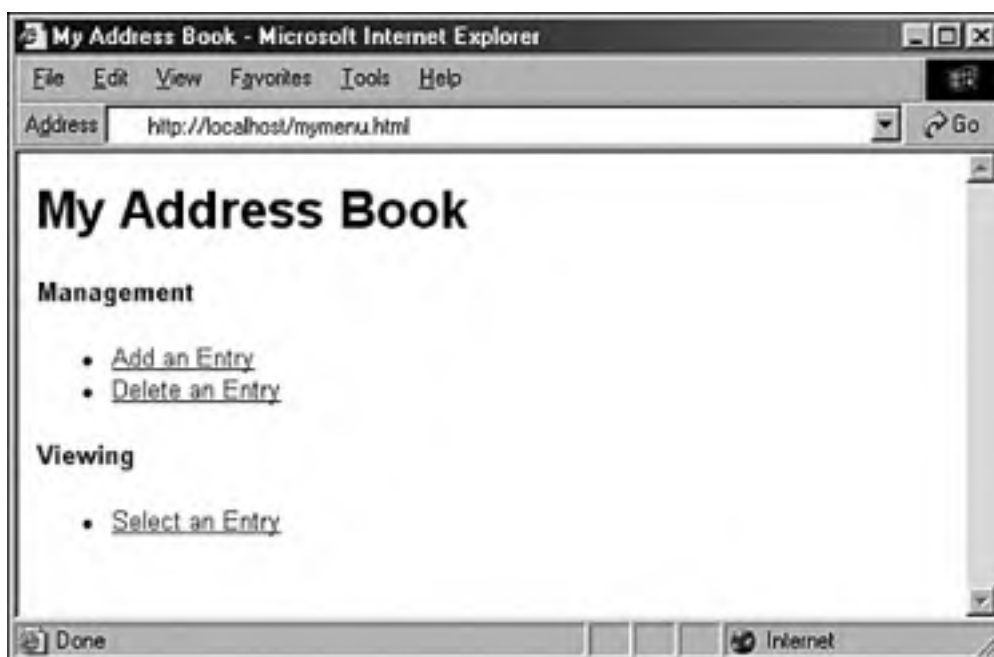 My Address Book - Microsoft Internet Explorer
File Edit View Favorites Tools Help
Address http://localhost/mymenu.html Go
My Address Book
Management
• Add an Entry
• Delete an Entry
Viewing
• Select an Entry
Done Internet